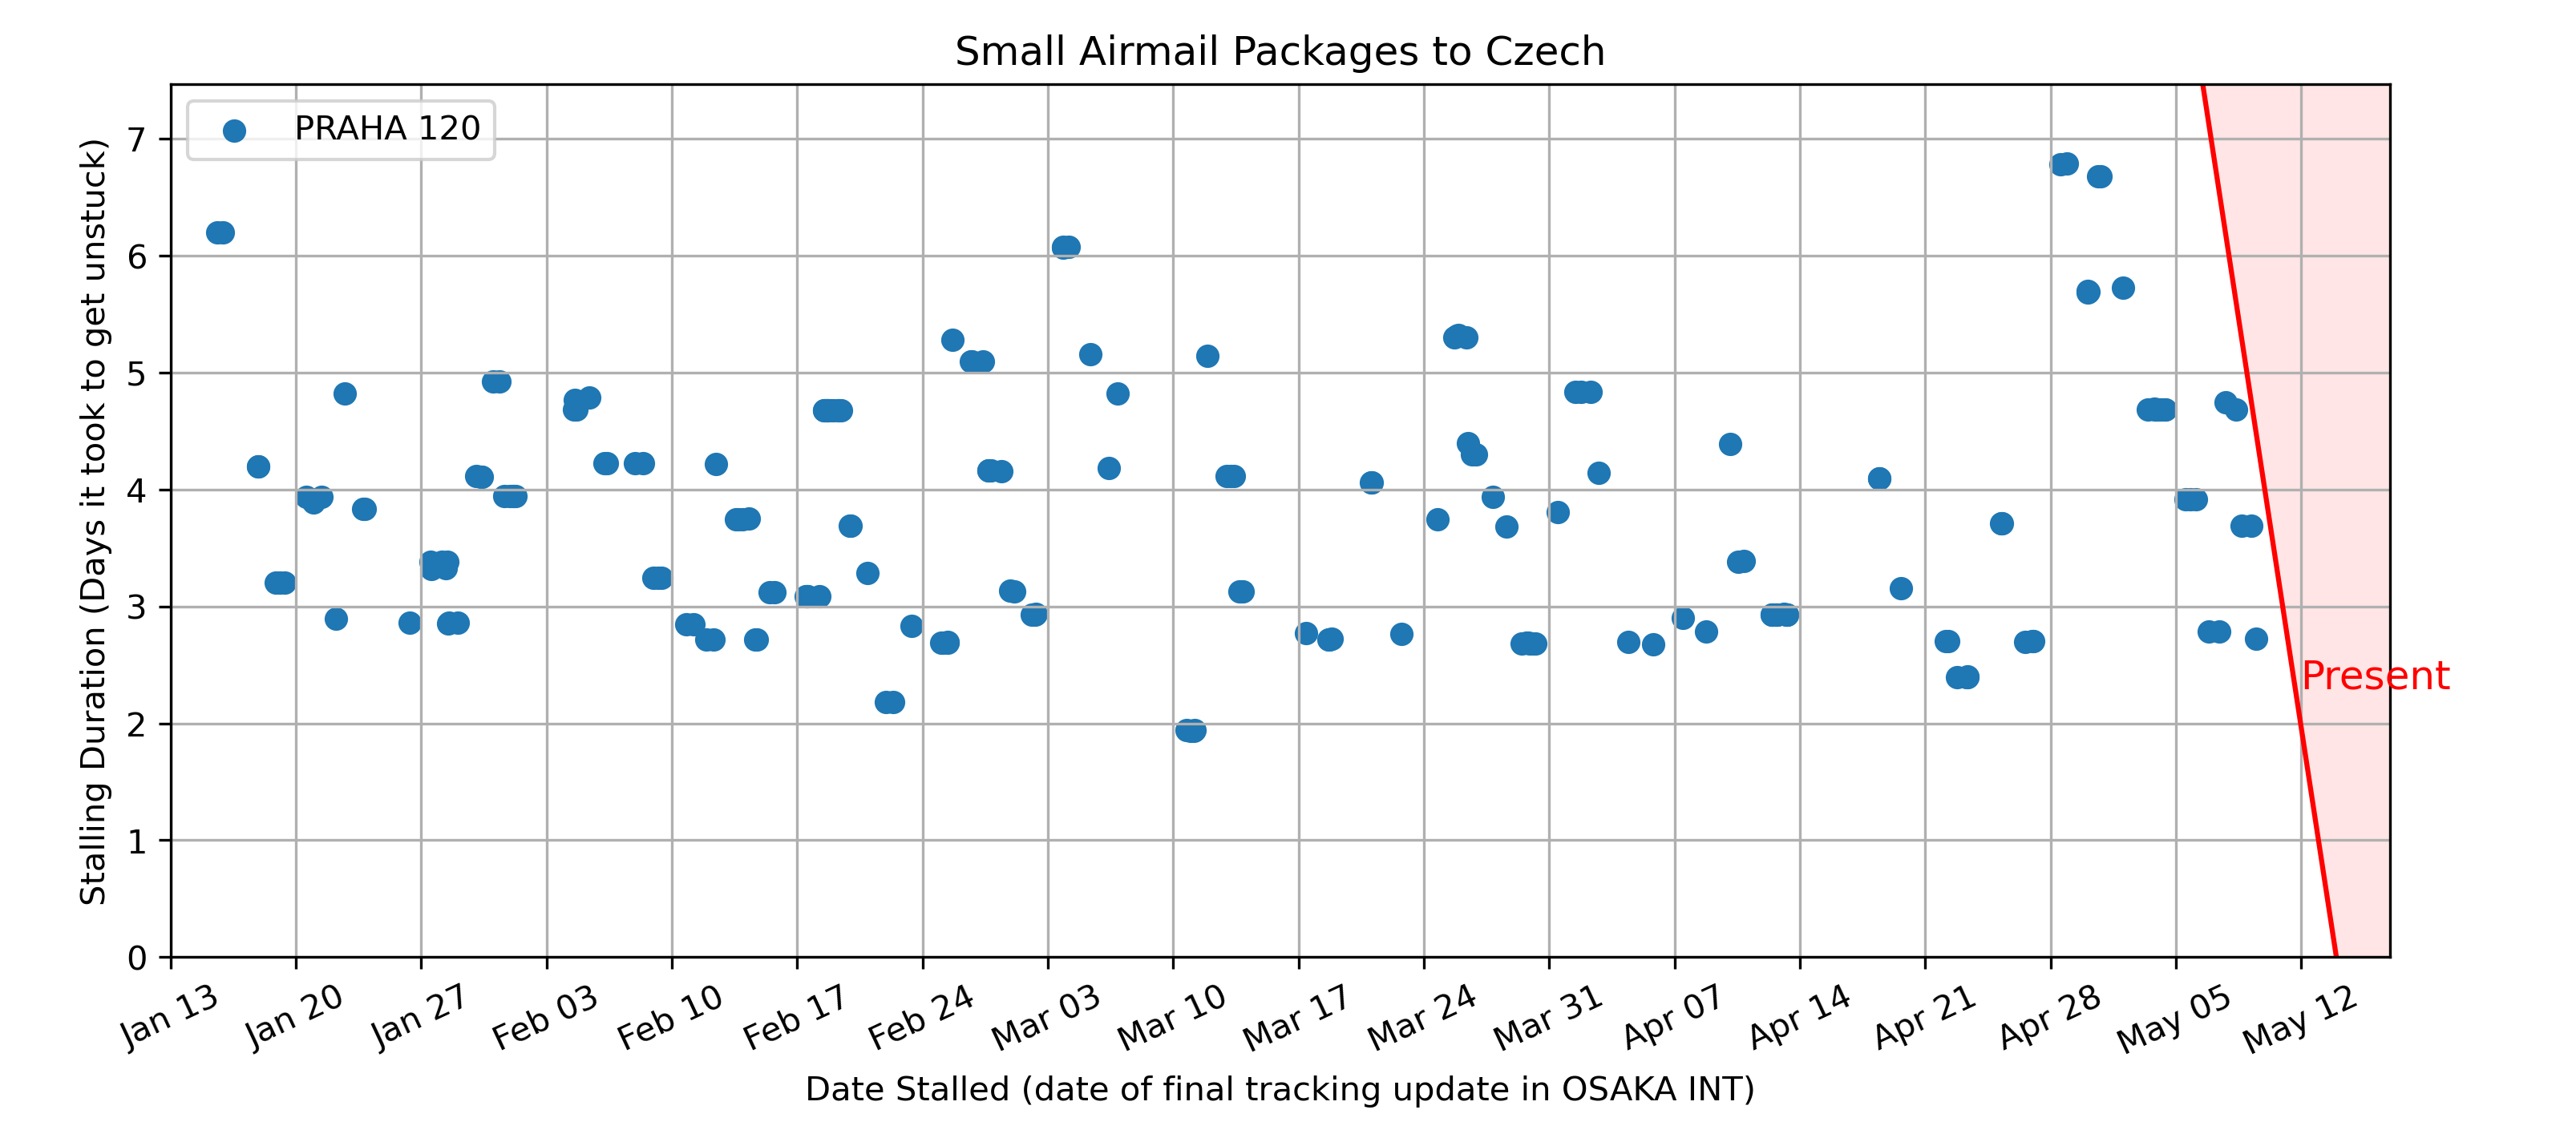 Small Airmail Packages to Czech
PRAHA 120
Stalling Duration (Days it took to get unstuck)
7
6
5
4
3
2
1
0
Present
Jan 13
Jan 20
Jan 27
Feb 03
Feb 10
Feb 17
Feb 24
Mar 03
Mar 10
Mar 17
Mar 24
Mar 31
Apr 07
Apr 14
Apr 21
Apr 28
May 05
May 12
Date Stalled (date of final tracking update in OSAKA INT)